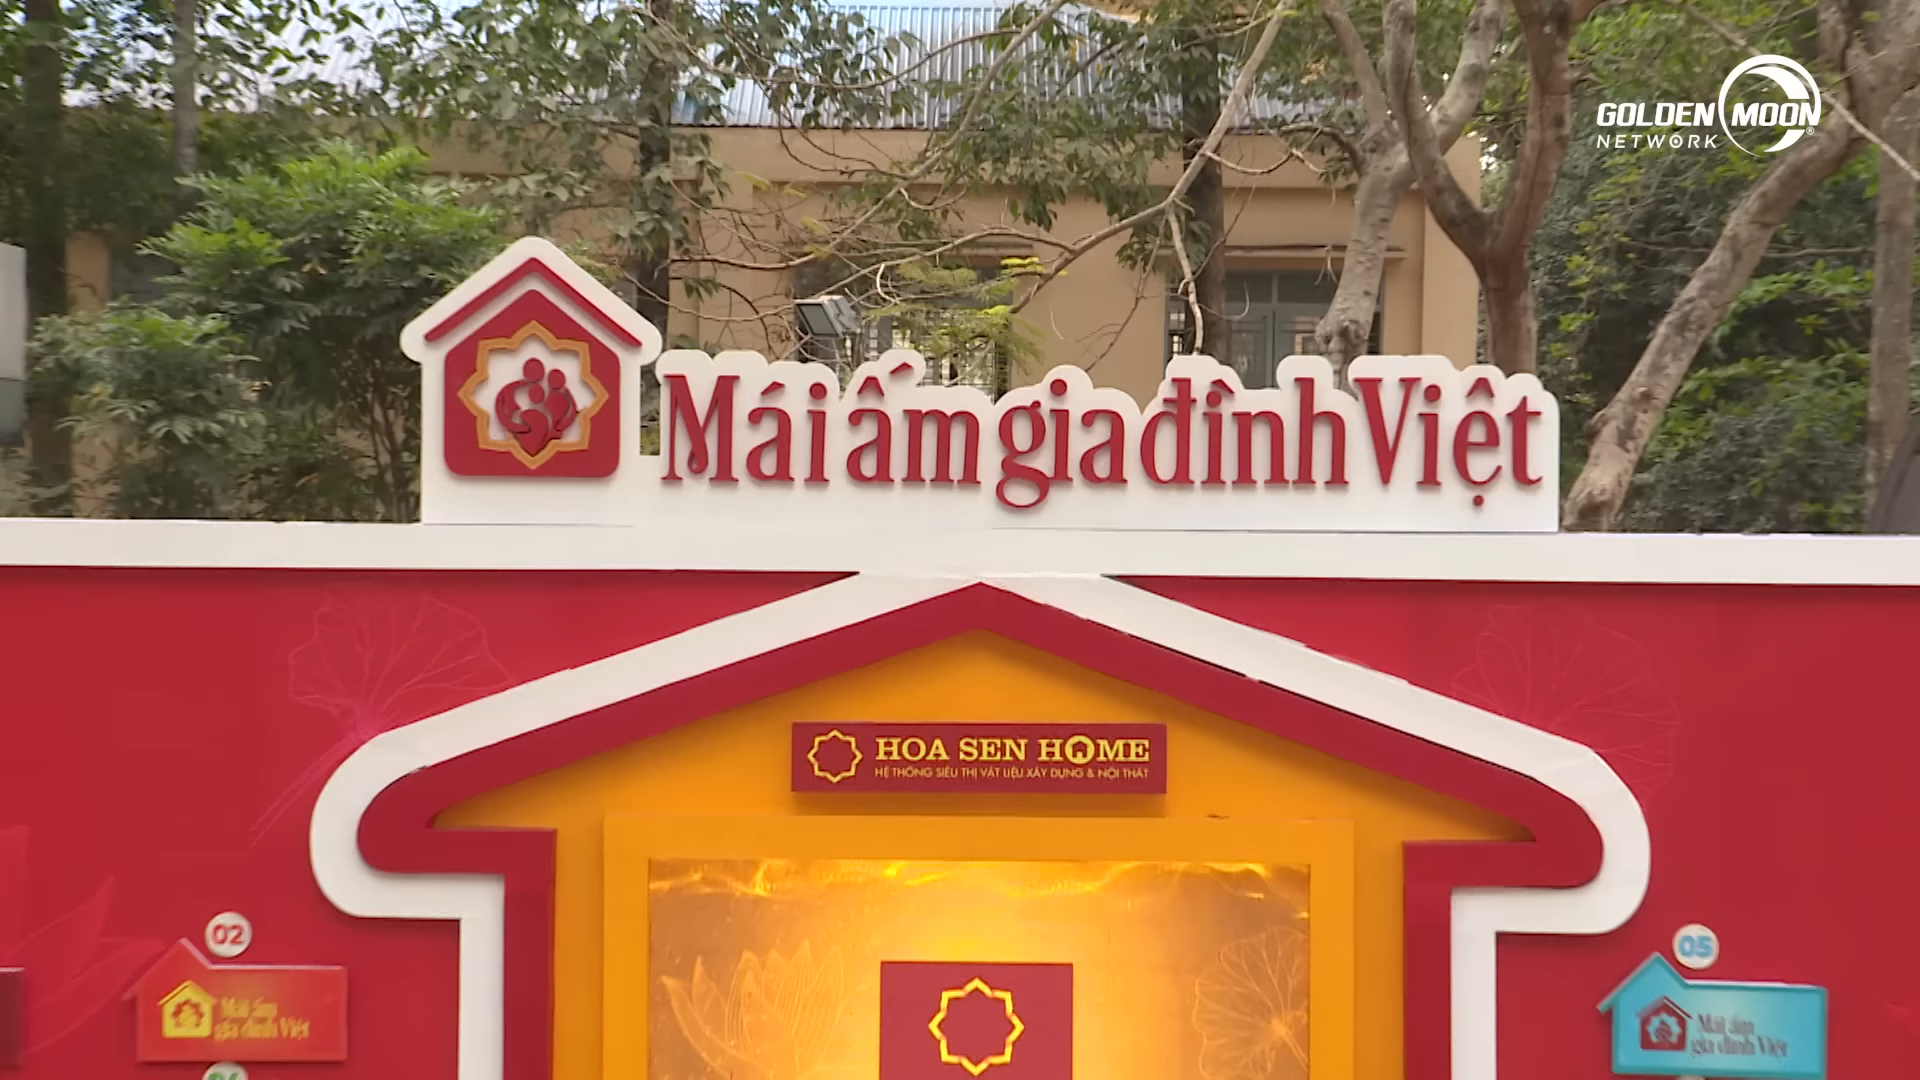 GOLDEN MOON
NETWORK
Mái ấm gia đình Việt
HOA SEN HOME
HỆ THỐNG SIÊU THỊ VẬT LIỆU XÂY DỰNG & NỘI THẤT
02
Mái ấm
gia đình Việt
05
Mái ấm
gia đình Việt